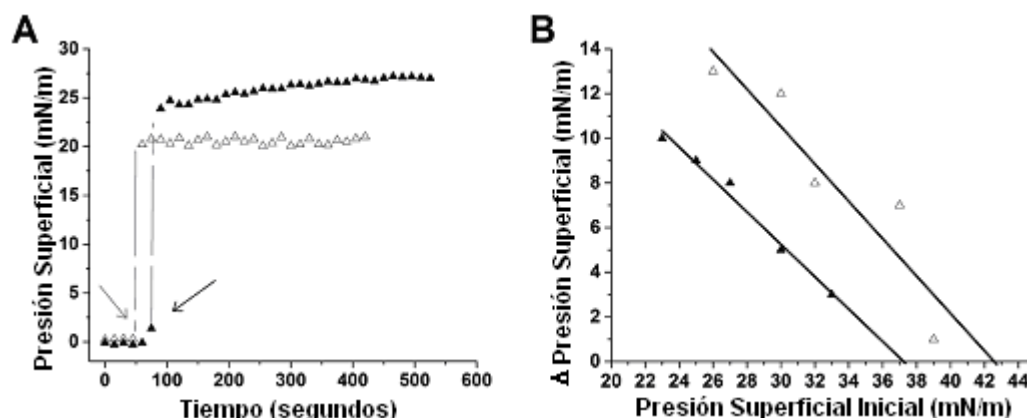 A
Presión Superficial (mN/m)
30
25
20
15
10
5
0
0 100 200 300 400 500 600
Tiempo (segundos)
B
Δ Presión Superficial (mN/m)
14
12
10
8
6
4
2
0
20 22 24 26 28 30 32 34 36 38 40 42 44
Presión Superficial Inicial (mN/m)